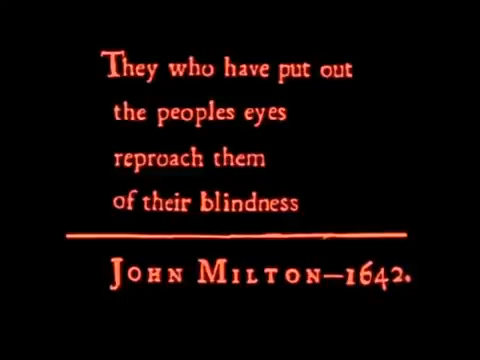 They who have put out
the peoples eyes
reproach them
of their blindness
JOHN MILTON—1642.